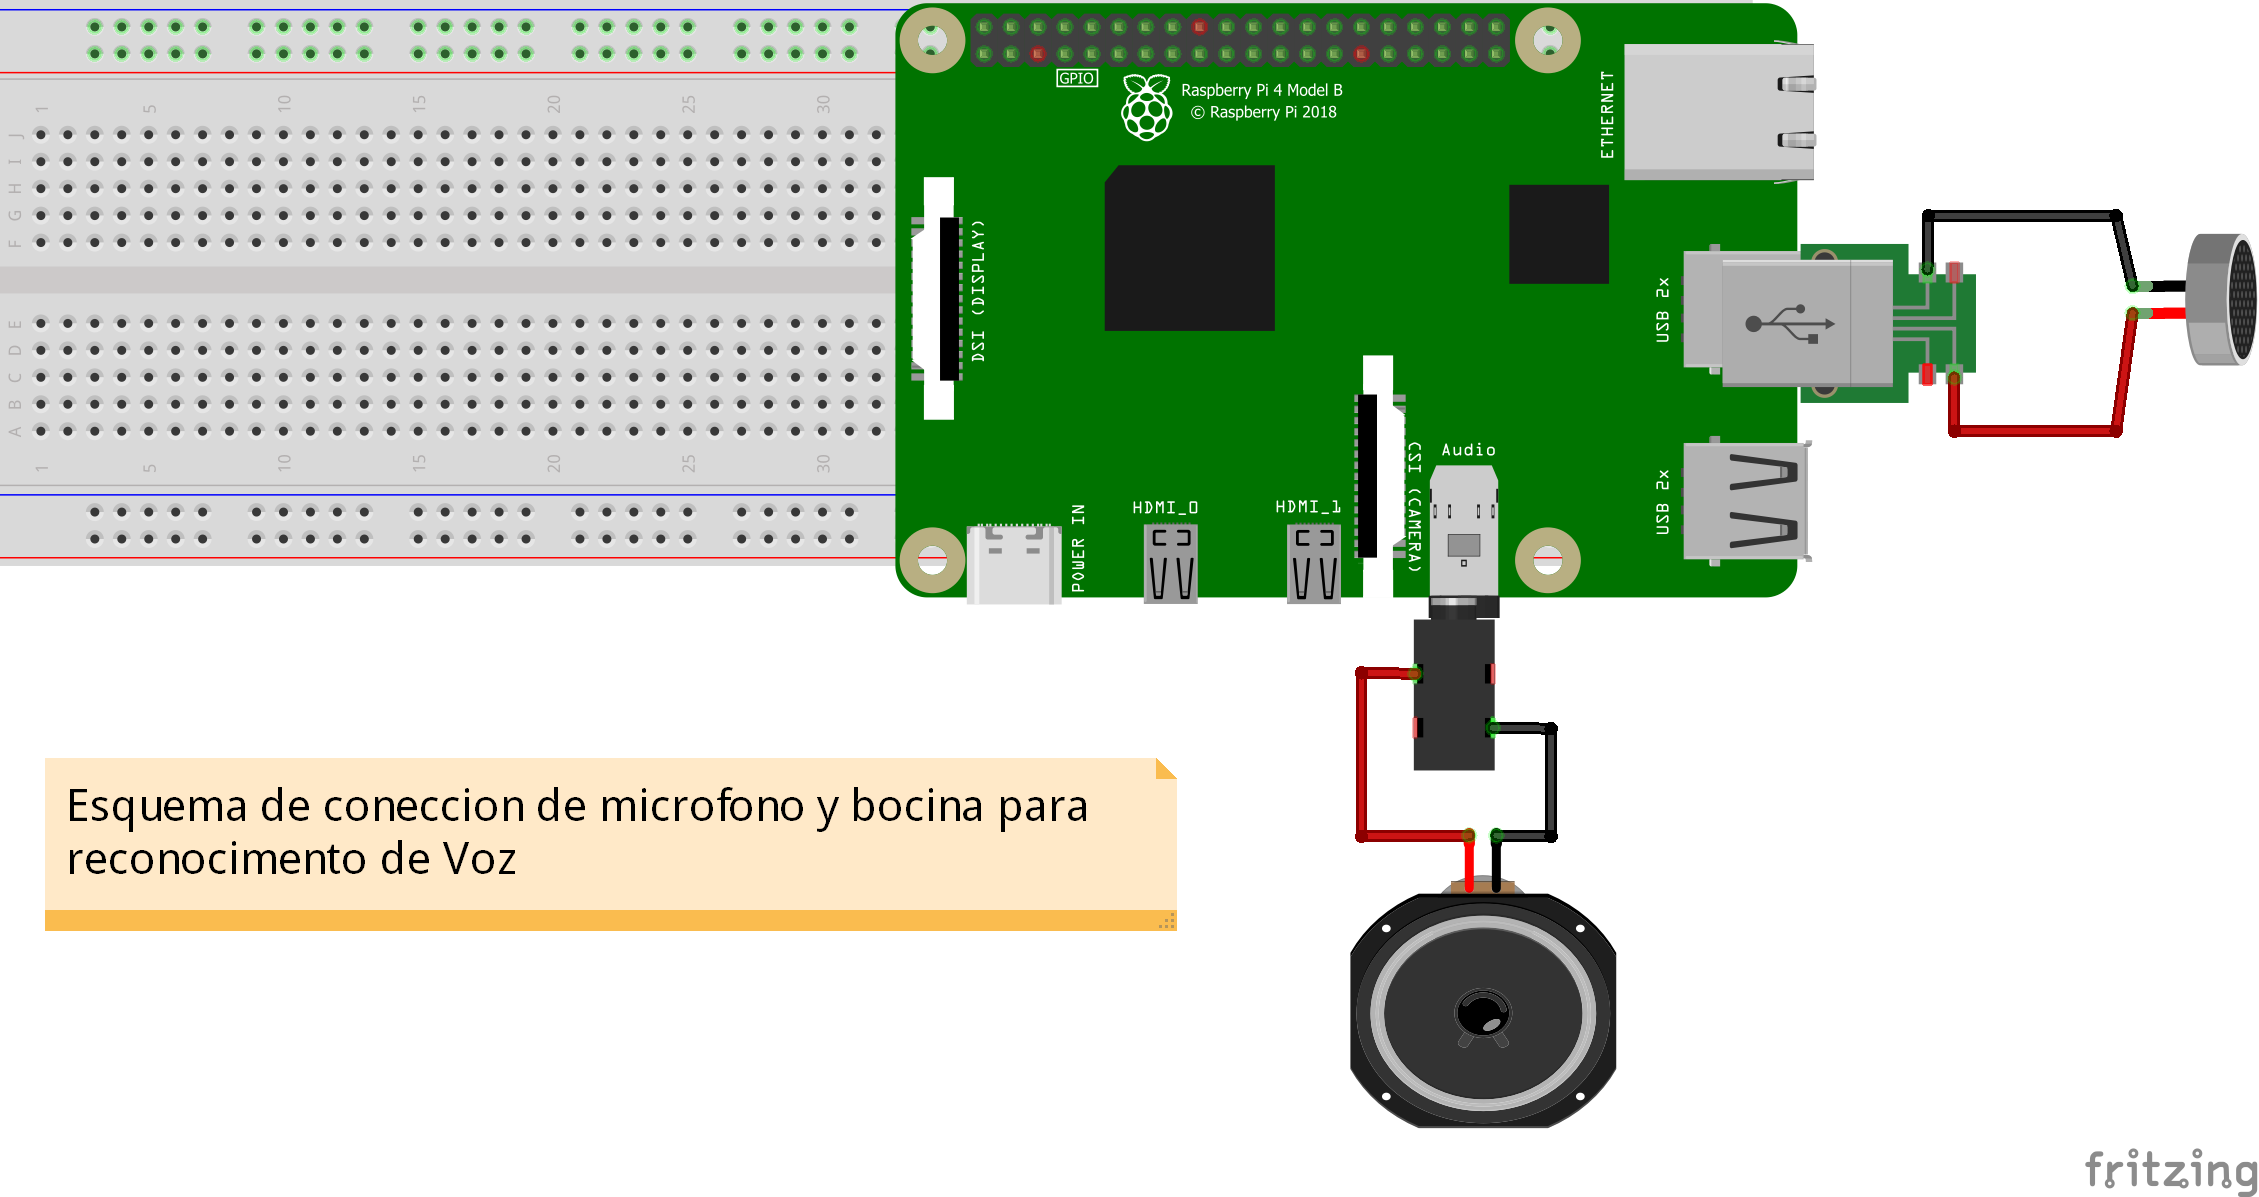 1 5 10 15 20 25 30
J
I
H
G
F
E
D
C
B
A
1 5 10 15 20 25 30
GPIO
Raspberry Pi 4 Model B
© Raspberry Pi 2018
ETHERNET
DSI (DISPLAY)
USB 2x
USB 2x
CSI (CAMERA)
Audio
HDMI_0
HDMI_1
POWER IN
Esquema de coneccion de microfono y bocina para
reconocimento de Voz
fritzing